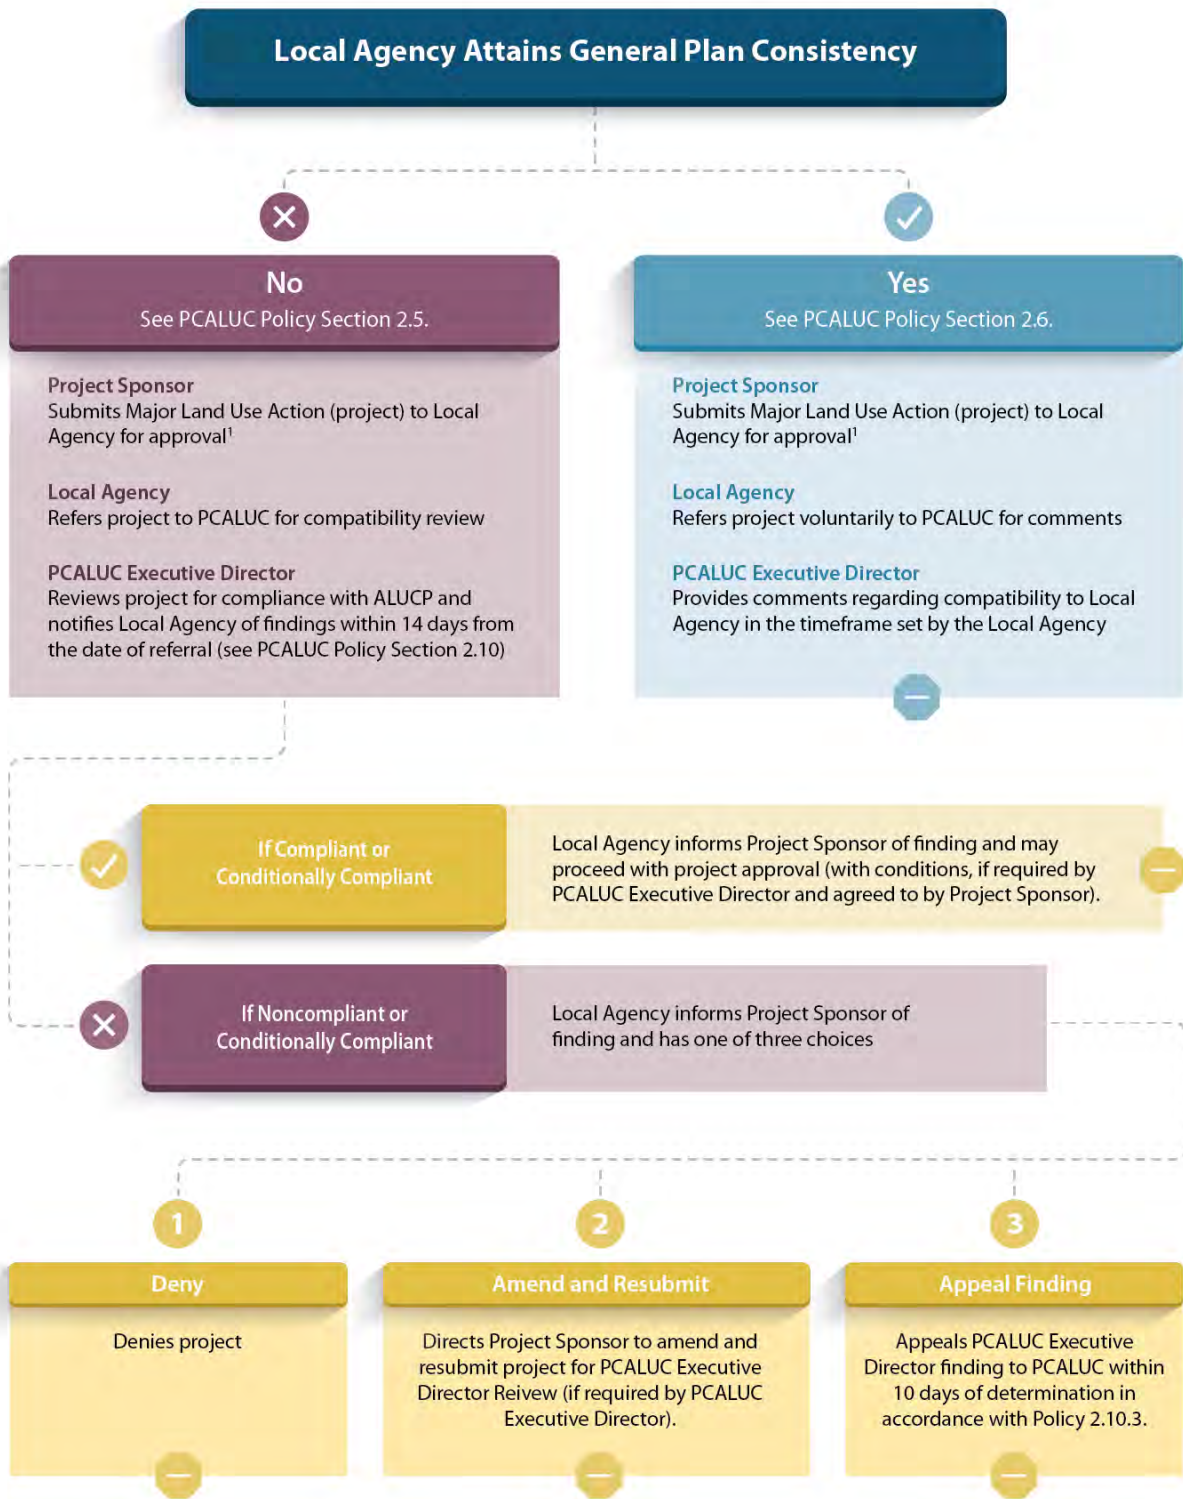 Local Agency Attains General Plan Consistency
No
See PCALUC Policy Section 2.5.
Project Sponsor
Submits Major Land Use Action (project) to Local
Agency for approval¹
Local Agency
Refers project to PCALUC for compatibility review
PCALUC Executive Director
Reviews project for compliance with ALUCP and
notifies Local Agency of findings within 14 days from
the date of referral (see PCALUC Policy Section 2.10)
Yes
See PCALUC Policy Section 2.6.
Project Sponsor
Submits Major Land Use Action (project) to Local
Agency for approval¹
Local Agency
Refers project voluntarily to PCALUC for comments
PCALUC Executive Director
Provides comments regarding compatibility to Local
Agency in the timeframe set by the Local Agency
If Compliant or
Conditionally Compliant
Local Agency informs Project Sponsor of finding and may
proceed with project approval (with conditions, if required by
PCALUC Executive Director and agreed to by Project Sponsor).
If Noncompliant or
Conditionally Compliant
Local Agency informs Project Sponsor of
finding and has one of three choices
1
Deny
Denies project
2
Amend and Resubmit
Directs Project Sponsor to amend and
resubmit project for PCALUC Executive
Director Reivew (if required by PCALUC
Executive Director).
3
Appeal Finding
Appeals PCALUC Executive
Director finding to PCALUC within
10 days of determination in
accordance with Policy 2.10.3.